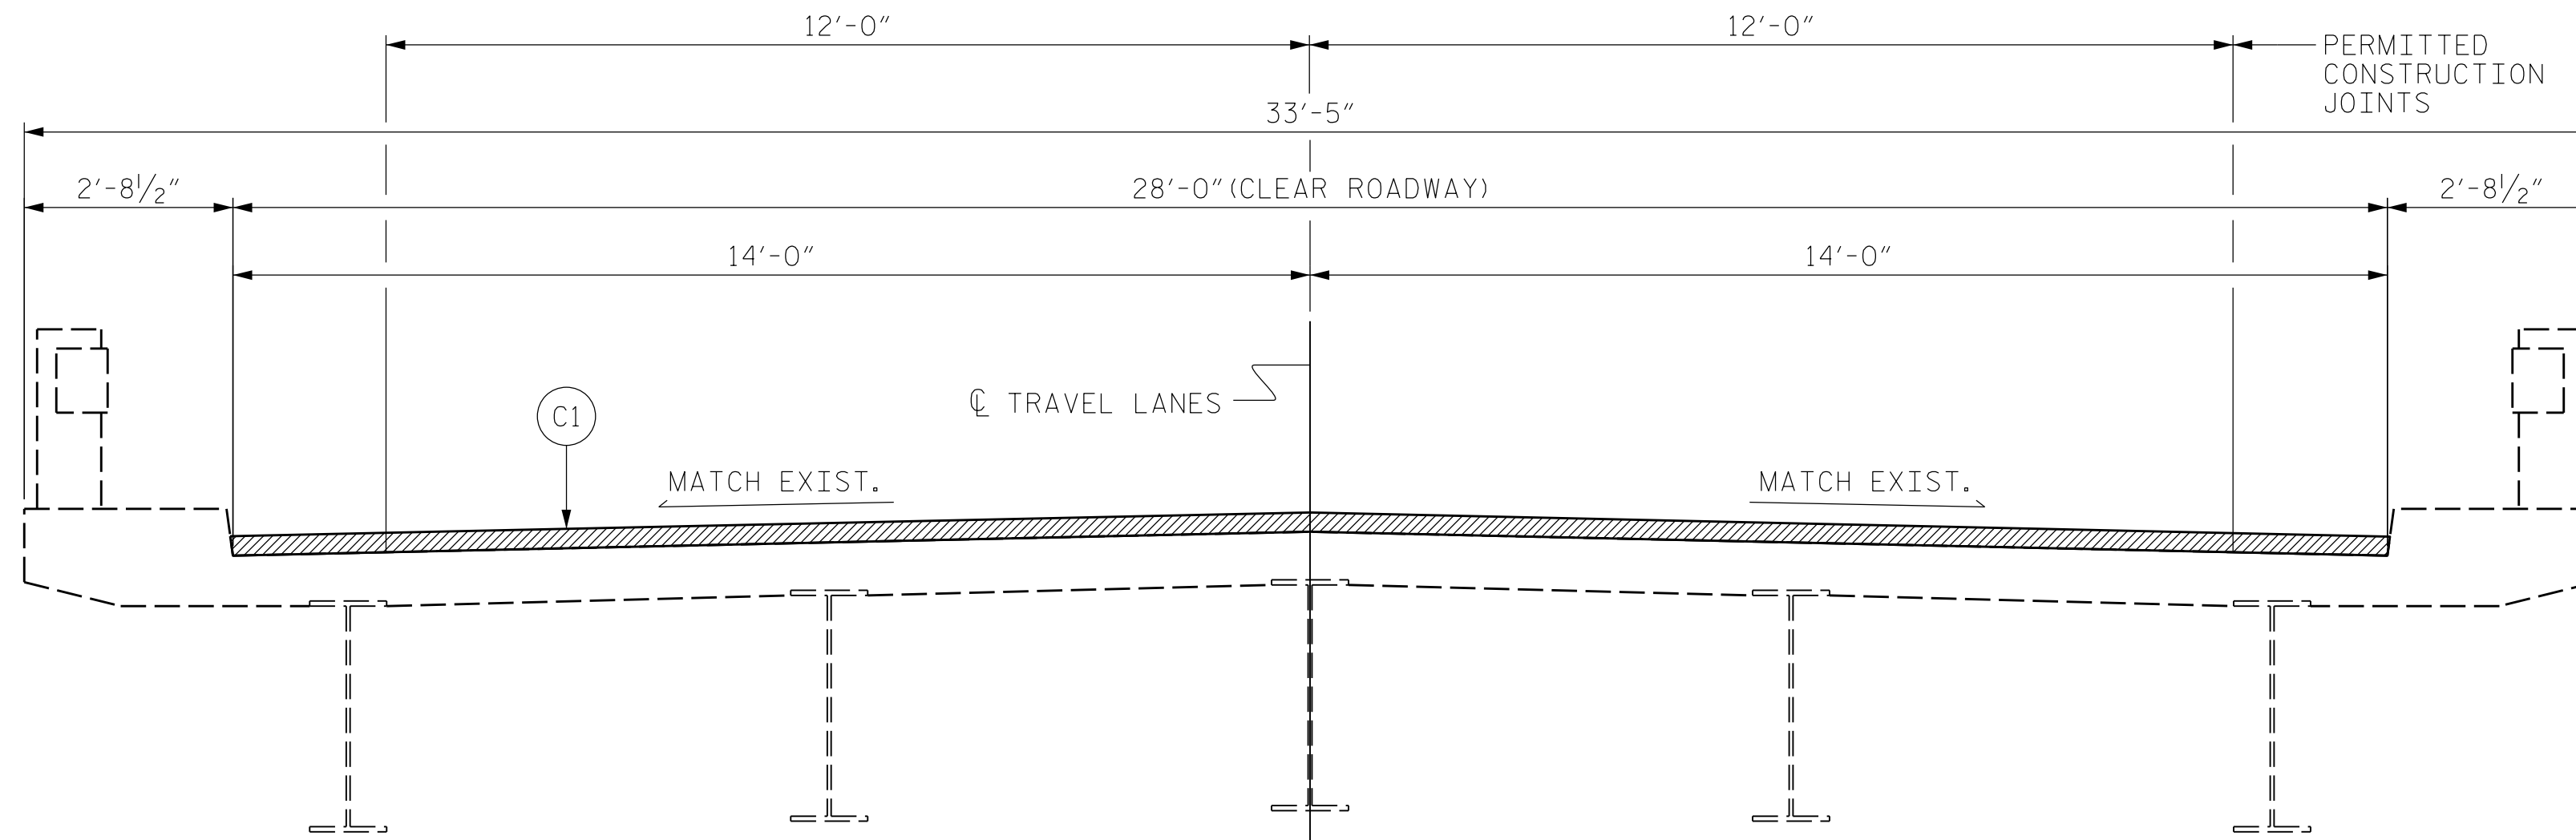 12'-0"
12'-0"
PERMITTED
CONSTRUCTION
JOINTS
33'-5"
2'-8½"
28'-0"(CLEAR ROADWAY)
2'-8½"
14'-0"
14'-0"
C1
℄ TRAVEL LANES
MATCH EXIST.
MATCH EXIST.